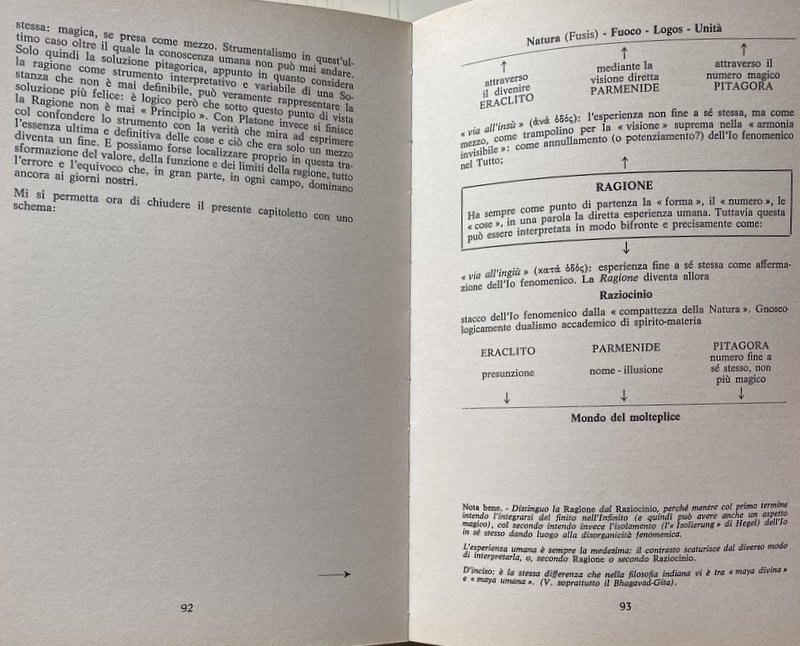 stessa: magica, se presa come mezzo. Strumentalismo in quest'ul-
timo caso oltre il quale la conoscenza umana non può mai andare.
Solo quindi la soluzione pitagorica, appunto in quanto considera
la ragione come strumento interpretativo e variabile di una So-
stanza che non è mai definibile, può veramente rappresentare la
soluzione più felice: è logico però che sotto questo punto di vista
la Ragione non è mai « Principio ». Con Platone invece si finisce
col confondere lo strumento con la verità che mira ad esprimere
l'essenza ultima e definitiva delle cose e ciò che era solo un mezzo
diventa un fine. E possiamo forse localizzare proprio in questa tra-
sformazione del valore, della funzione e dei limiti della ragione, tutto
l'errore e l'equivoco che, in gran parte, in ogni campo, dominano
ancora ai giorni nostri.
Mi si permetta ora di chiudere il presente capitoletto con uno
schema:
→
92
Natura (Fusis) - Fuoco - Logos - Unità
↑ ↑ ↑
attraverso il divenire ERACLITO
mediante la visione diretta PARMENIDE
attraverso il numero magico PITAGORA
« via all'insù » (ἀνά ὁδός): l'esperienza non fine a sé stessa, ma come
mezzo, come trampolino per la « visione » suprema nella « armonia
invisibile »: come annullamento (o potenziamento?) dell'Io fenomenico
nel Tutto;
↑
RAGIONE
Ha sempre come punto di partenza la « forma », il « numero », le
« cose », in una parola la diretta esperienza umana. Tuttavia questa
può essere interpretata in modo bifronte e precisamente come:
↓
« via all'ingiù » (κατά ὁδός): esperienza fine a sé stessa come afferma-
zione dell'Io fenomenico. La Ragione diventa allora
Raziocinio
stacco dell'Io fenomenico dalla « compattezza della Natura ». Gnoseo-
logicamente dualismo accademico di spirito-materia
ERACLITO
presunzione
PARMENIDE
nome - illusione
PITAGORA
numero fine a
sé stesso, non
più magico
↓ ↓ ↓
Mondo del molteplice
Nota bene. - Distinguo la Ragione dal Raziocinio, perché mentre col primo termine
intendo l'integrarsi del finito nell'Infinito (e quindi può avere anche un aspetto
magico), col secondo intendo invece l'isolamento (l'« Isolierung » di Hegel) dell'Io
in sé stesso dando luogo alla disorganicità fenomenica.
L'esperienza umana è sempre la medesima: il contrasto scaturisce dal diverso modo
di interpretarla, o, secondo Ragione o secondo Raziocinio.
D'inciso: è la stessa differenza che nella filosofia indiana vi è tra « maya divina »
e « maya umana ». (V. soprattutto il Bhagavad-Gita).
93